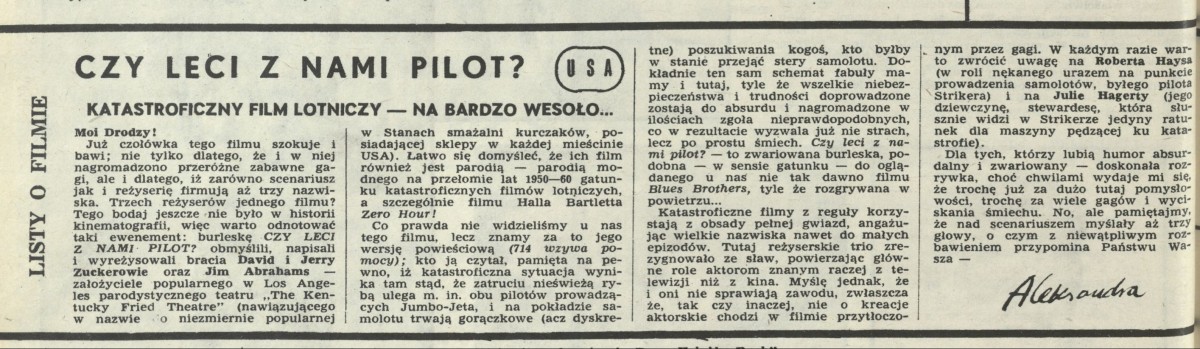 LISTY O FILMIE
CZY LECI Z NAMI PILOT?
USA
KATASTROFICZNY FILM LOTNICZY — NA BARDZO WESOŁO...
Moi Drodzy!
Już czołówka tego filmu szokuje i
bawi; nie tylko dlatego, że i w niej
nagromadzono przeróżne zabawne ga-
gi, ale i dlatego, iż zarówno scenariusz
jak i reżyserię firmują aż trzy nazwi-
ska. Trzech reżyserów jednego filmu?
Tego bodaj jeszcze nie było w historii
kinematografii, więc warto odnotować
taki ewenement: burleskę CZY LECI
Z NAMI PILOT? obmyślili, napisali
i wyreżysowali bracia David i Jerry
Zuckerowie oraz Jim Abrahams —
założyciele popularnego w Los Ange-
les parodystycznego teatru „The Ken-
tucky Fried Theatre" (nawiązującego
w nazwie o niezmiernie popularnej
w Stanach smażalni kurczaków, po-
siadającej sklepy w każdej mieścinie
USA). Łatwo się domyśleć, że ich film
również jest parodią — parodią mo-
dnego na przełomie lat 1950—60 gatun-
ku katastroficznych filmów lotniczych,
a szczególnie filmu Halla Bartletta
Zero Hour!
Co prawda nie widzieliśmy u nas
tego filmu, lecz znamy za to jego
wersję powieściową (714 wzywa po-
mocy); kto ją czytał, pamięta na pe-
wno, iż katastroficzna sytuacja wyni-
ka tam stąd, że zatruciu nieświeżą ry-
bą ulega m. in. obu pilotów prowadzą-
cych Jumbo-Jeta, i na pokładzie sa-
molotu trwają gorączkowe (acz dyskre-
tne) poszukiwania kogoś, kto byłby
w stanie przejąć stery samolotu. Do-
kładnie ten sam schemat fabuły ma-
my i tutaj, tyle że wszelkie niebez-
pieczeństwa i trudności doprowadzone
zostają do absurdu i nagromadzone w
ilościach zgoła nieprawdopodobnych,
co w rezultacie wyzwala już nie strach,
lecz po prostu śmiech. Czy leci z na-
mi pilot? — to zwariowana burleska, po-
dobna — w sensie gatunku — do oglą-
danego u nas nie tak dawno filmu
Blues Brothers, tyle że rozgrywana w
powietrzu...
Katastroficzne filmy z reguły korzy-
stają z obsady pełnej gwiazd, angażu-
jąc wielkie nazwiska nawet do małych
epizodów. Tutaj reżyserskie trio zre-
zygnowało ze sław, powierzając głów-
ne role aktorom znanym raczej z te-
lewizji niż z kina. Myślę jednak, że
i oni nie sprawiają zawodu, zwłaszcza
że, tak czy inaczej, nie o kreacje
aktorskie chodzi w filmie przytłoczo-
nym przez gagi. W każdym razie war-
to zwrócić uwagę na Roberta Haysa
(w roli nękanego urazem na punkcie
prowadzenia samolotów, byłego pilota
Strikera) i na Julie Hagerty (jego
dziewczynę, stewardesę, która słu-
sznie widzi w Strikerze jedyny ratu-
nek dla maszyny pędzącej ku kata-
strofie).
Dla tych, którzy lubią humor absur-
dalny i zwariowany — doskonała roz-
rywka, choć chwilami wydaje mi się,
że trochę już za dużo tutaj pomysło-
wości, trochę za wiele gagów i wyci-
skania śmiechu. No, ale pamiętajmy,
że nad scenariuszem myślały aż trzy
głowy, o czym z niewątpliwym roz-
bawieniem przypomina Państwu Wa-
sza —
Aleksandra